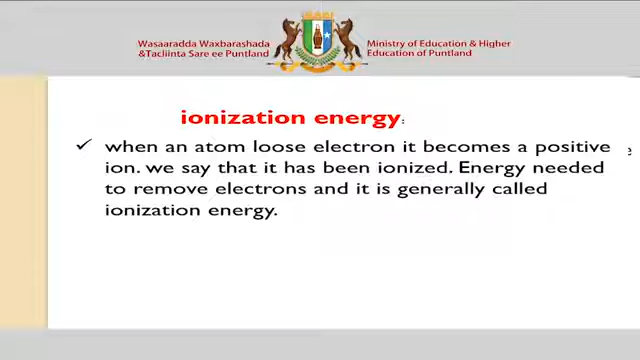 Wasaaradda Waxbarashada
&Tacliinta Sare ee Puntland
Ministry of Education & Higher
Education of Puntland
ionization energy:
✓ when an atom loose electron it becomes a positive
ion. we say that it has been ionized. Energy needed
to remove electrons and it is generally called
ionization energy.
e